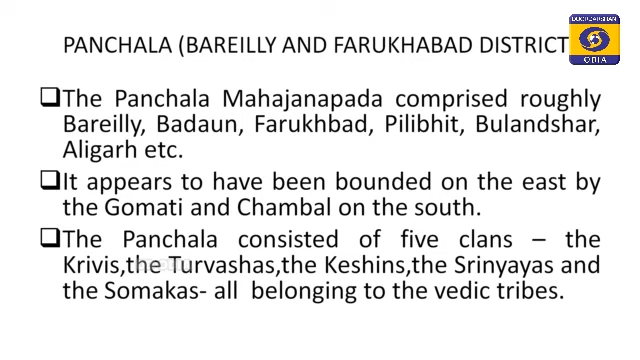 PANCHALA (BAREILLY AND FARUKHABAD DISTRICT
DOORDARSHAN
ODIA
❑The Panchala Mahajanapada comprised roughly
Bareilly, Badaun, Farukhbad, Pilibhit, Bulandshar,
Aligarh etc.
❑It appears to have been bounded on the east by
the Gomati and Chambal on the south.
❑The Panchala consisted of five clans – the
Krivis,the Turvashas,the Keshins,the Srinyayas and
the Somakas- all belonging to the vedic tribes.